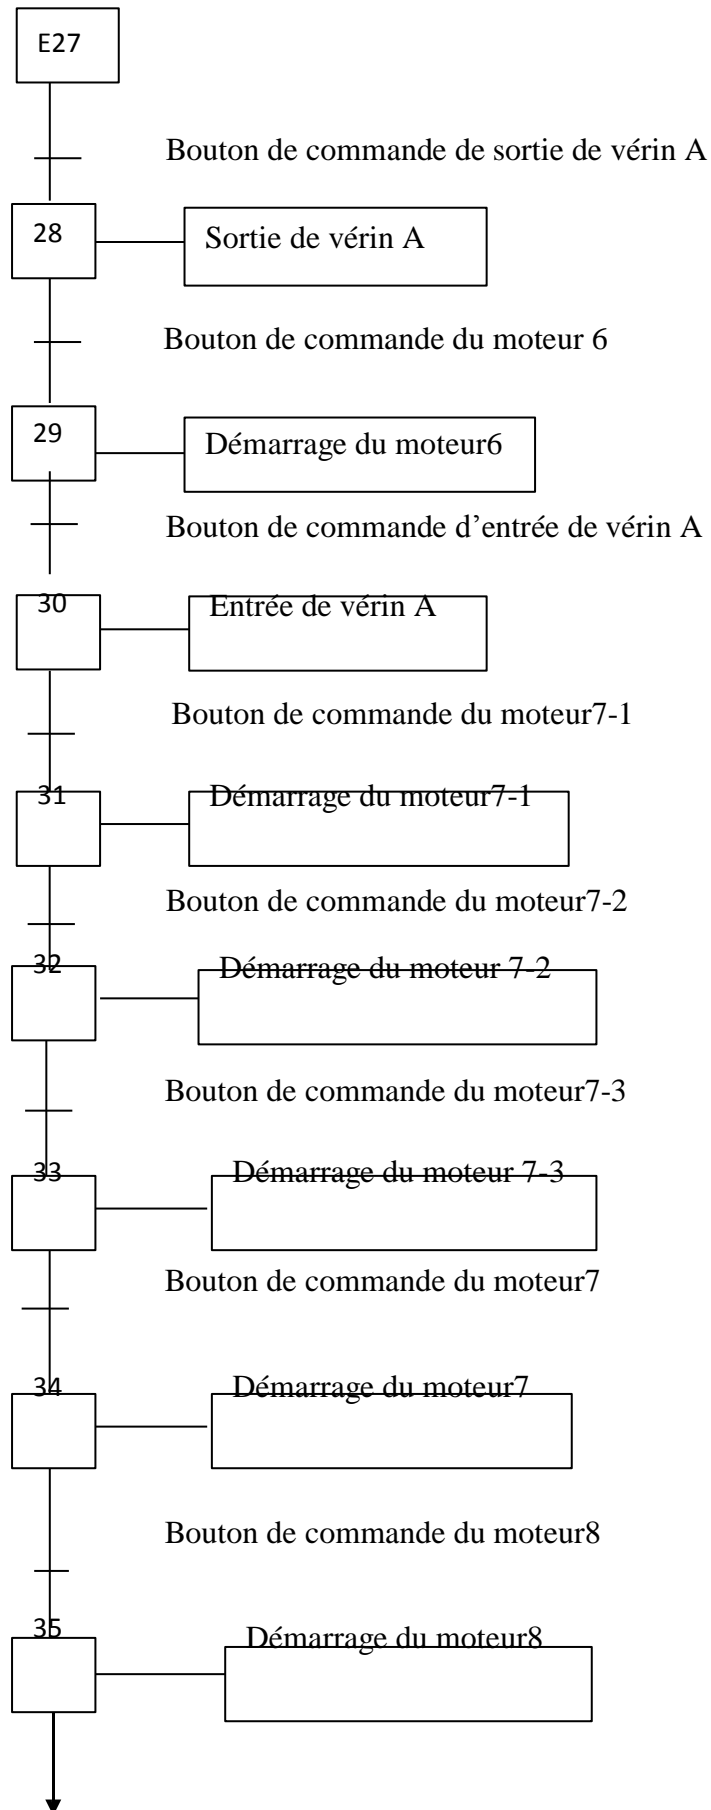 E27
Bouton de commande de sortie de vérin A
28
Sortie de vérin A
Bouton de commande du moteur 6
29
Démarrage du moteur6
Bouton de commande d’entrée de vérin A
30
Entrée de vérin A
Bouton de commande du moteur7-1
31
Démarrage du moteur7-1
Bouton de commande du moteur7-2
32
Démarrage du moteur 7-2
Bouton de commande du moteur7-3
33
Démarrage du moteur 7-3
Bouton de commande du moteur7
34
Démarrage du moteur7
Bouton de commande du moteur8
35
Démarrage du moteur8